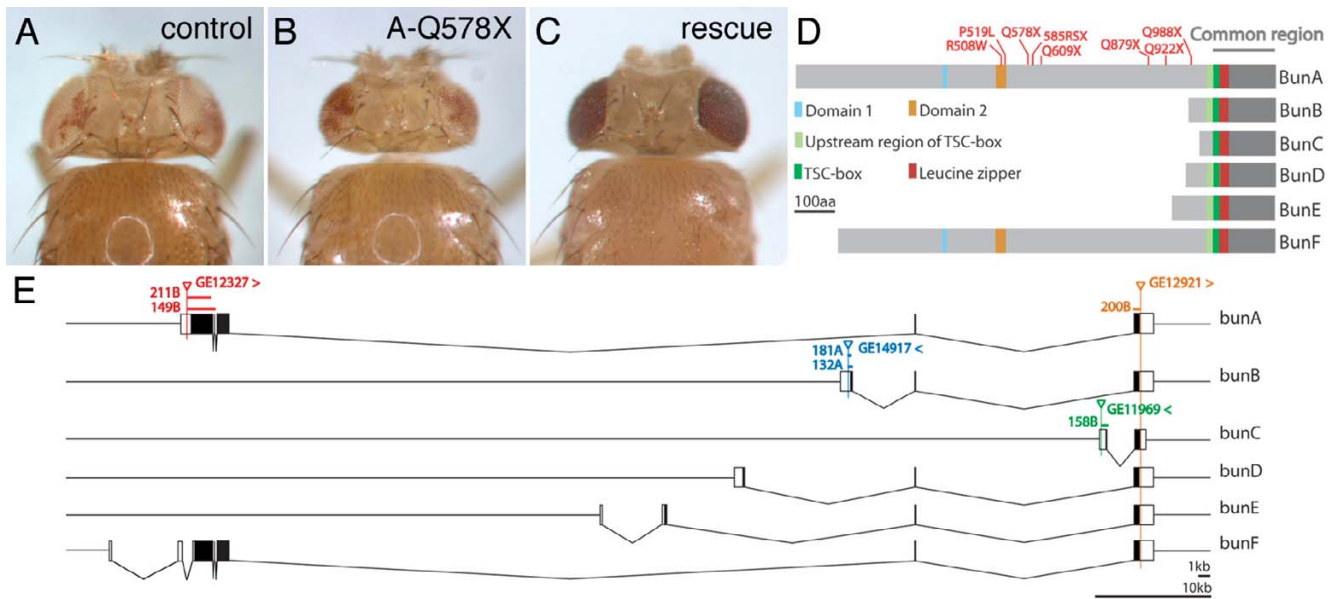 A control
B A-Q578X
C rescue
D
P519L Q578X 585RSX Q988X Common region
R508W Q609X Q879X Q922X
BunA
Domain 1 Domain 2 BunB
Upstream region of TSC-box BunC
TSC-box Leucine zipper BunD
100aa BunE
BunF
E
GE12327 > GE12921 >
211B 200B
149B bunA
181A GE14917 <
132A bunB
GE11969 <
158B bunC
bunD
bunE
bunF
1kb
10kb